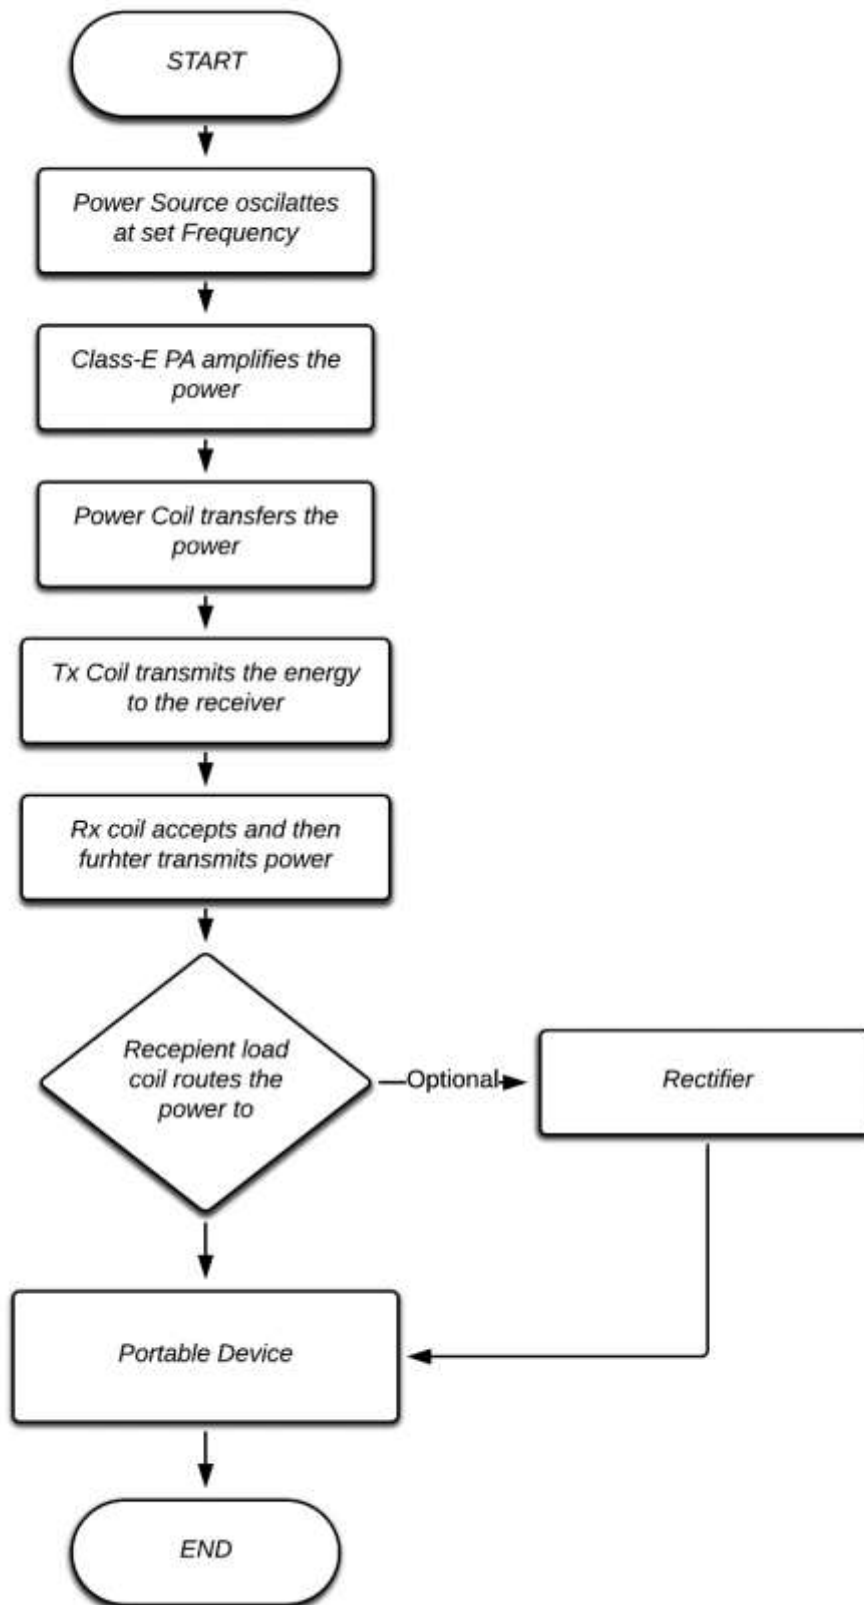 START
Power Source oscilattes
at set Frequency
Class-E PA amplifies the
power
Power Coil transfers the
power
Tx Coil transmits the energy
to the receiver
Rx coil accepts and then
furhter transmits power
Recepient load
coil routes the
power to
Optional
Rectifier
Portable Device
END